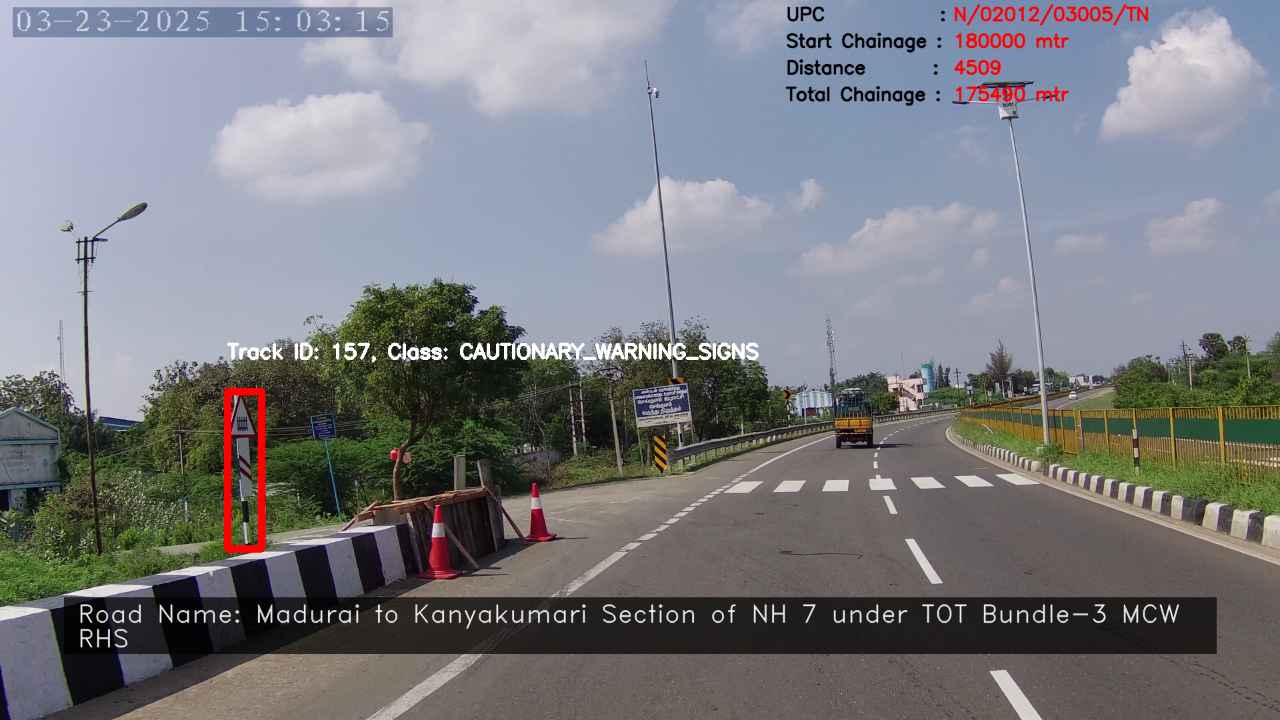 03-23-2025 15:03:15
UPC : N/02012/03005/TN
Start Chainage : 180000 mtr
Distance : 4509
Total Chainage : 175490 mtr
Track ID: 157, Class: CAUTIONARY_WARNING_SIGNS
Road Name: Madurai to Kanyakumari Section of NH 7 under TOT Bundle-3 MCW
RHS